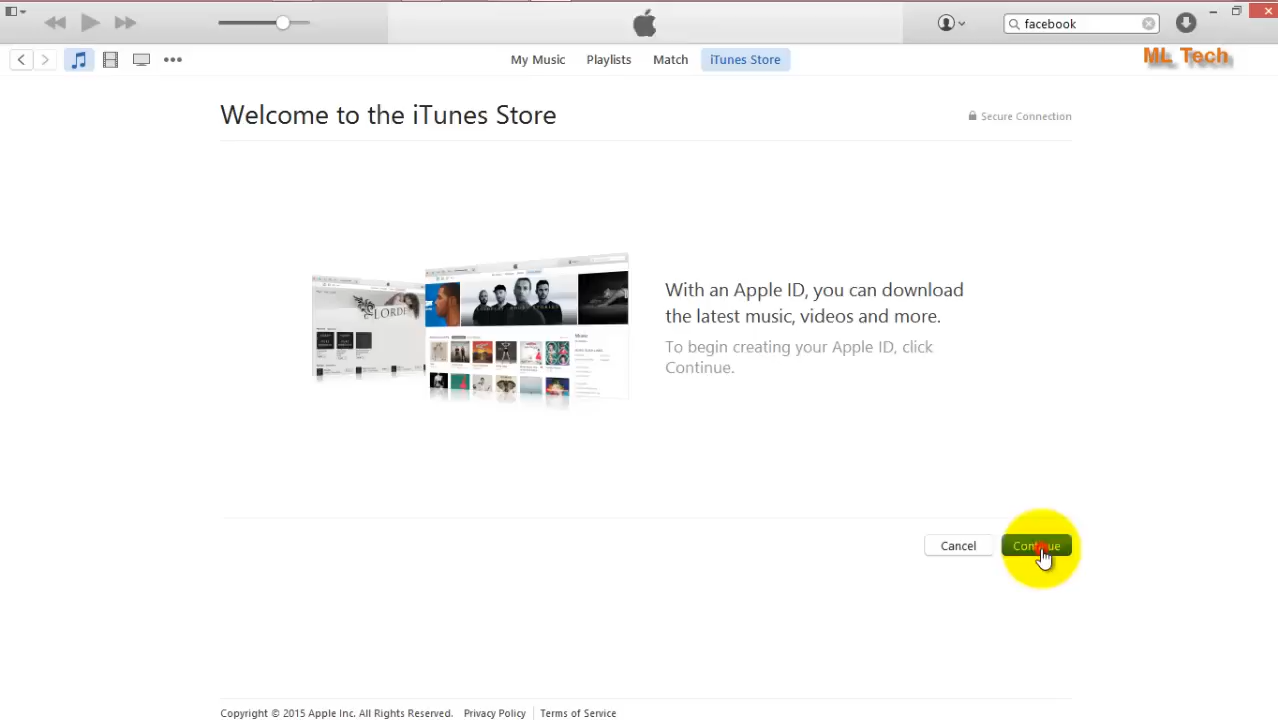 facebook
My Music
Playlists
Match
iTunes Store
ML Tech
Welcome to the iTunes Store
Secure Connection
LORDE
With an Apple ID, you can download
the latest music, videos and more.
To begin creating your Apple ID, click
Continue.
Cancel
Continue
Copyright © 2015 Apple Inc. All Rights Reserved.
Privacy Policy
Terms of Service